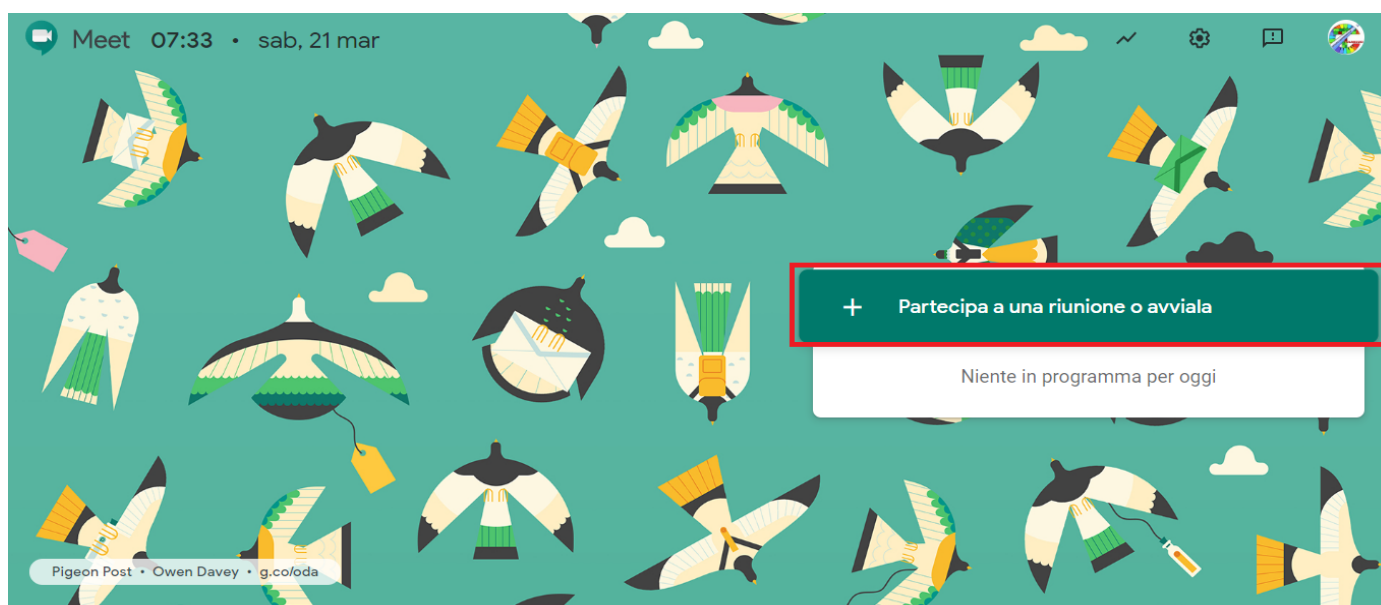 Meet 07:33 • sab, 21 mar
+ Partecipa a una riunione o avviala
Niente in programma per oggi
Pigeon Post • Owen Davey • g.co/oda